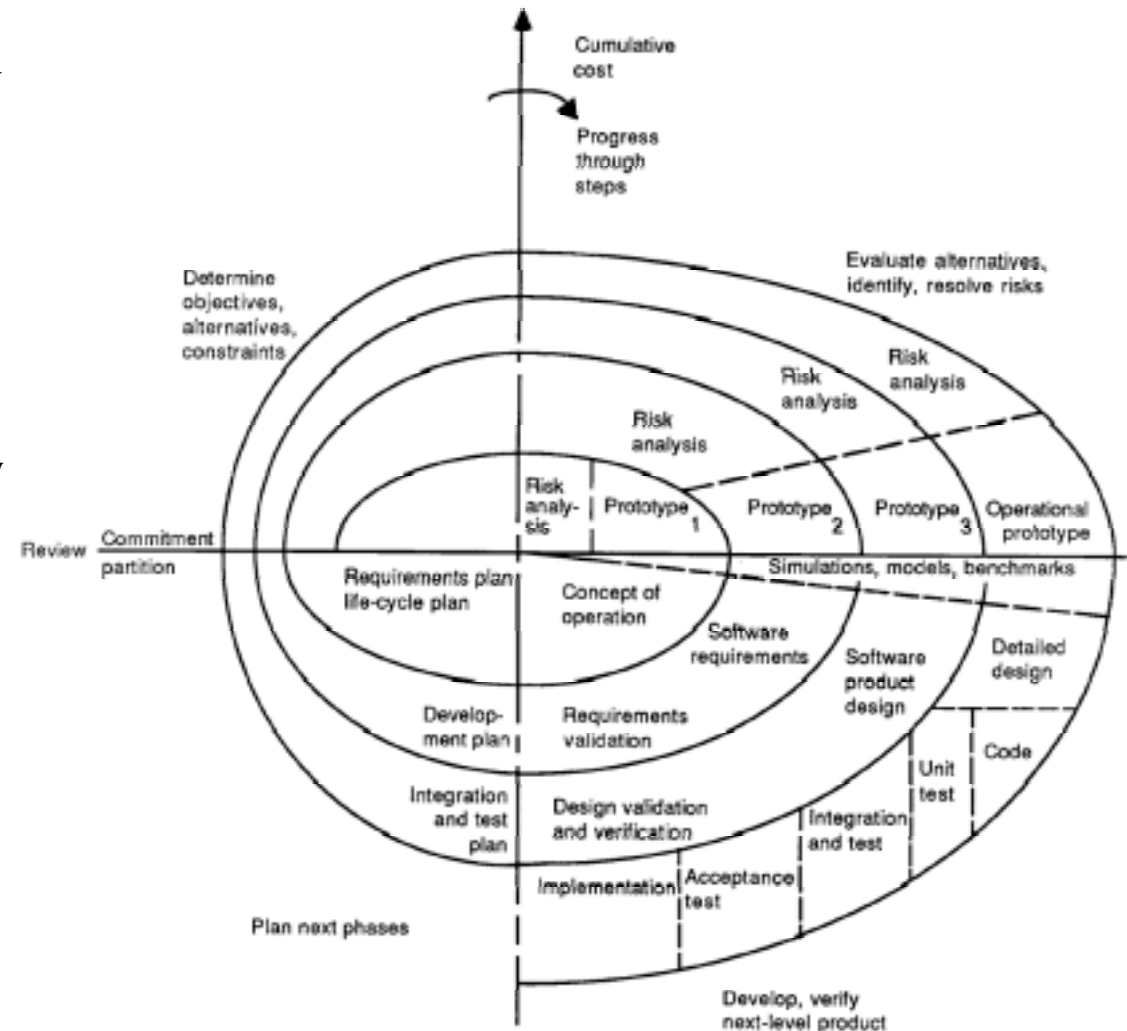 Cumulative
cost
Progress
through
steps
Determine
objectives,
alternatives,
constraints
Evaluate alternatives,
identify, resolve risks
Risk
analysis
Risk
analysis
Risk
analysis
Risk
analy-
sis
Prototype 1
Prototype 2
Prototype 3
Operational
prototype
Review
Commitment
partition
Simulations, models, benchmarks
Requirements plan
life-cycle plan
Concept of
operation
Software
requirements
Software
product
design
Detailed
design
Develop-
ment plan
Requirements
validation
Code
Unit
test
Integration
and test
plan
Design validation
and verification
Integration
and test
Acceptance
test
Implementation
Plan next phases
Develop, verify
next-level product